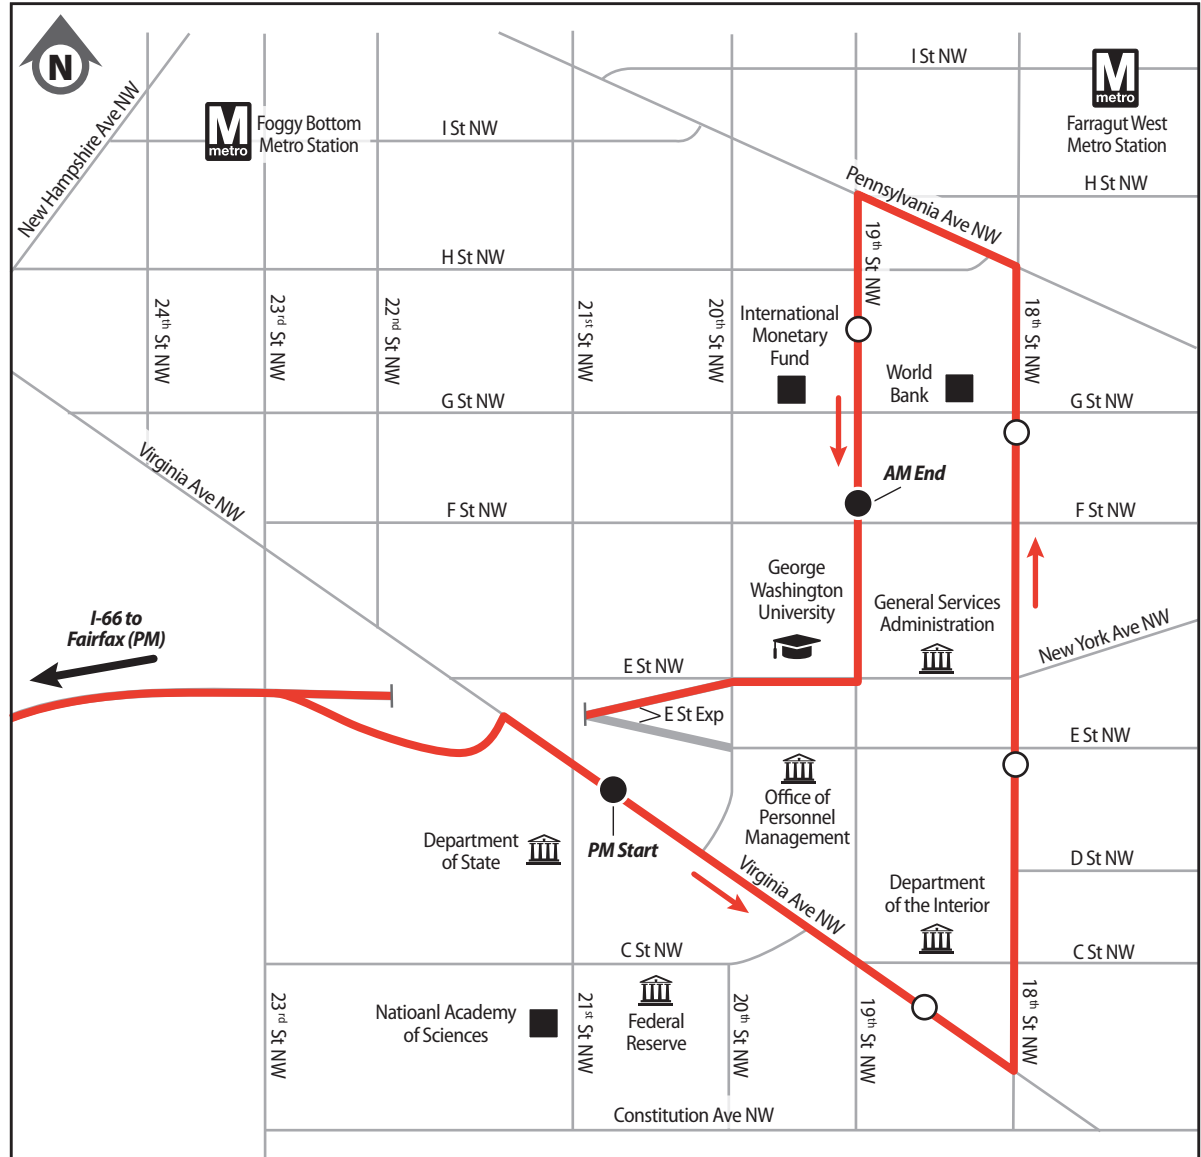 N
New Hampshire Ave NW
M
metro
Foggy Bottom
Metro Station
I St NW
I St NW
M
metro
Farragut West
Metro Station
H St NW
Pennsylvania Ave NW
H St NW
19th St NW
24th St NW
23rd St NW
22nd St NW
21st St NW
20th St NW
18th St NW
International
Monetary
Fund
World
Bank
G St NW
G St NW
Virginia Ave NW
AM End
F St NW
F St NW
George
Washington
University
General Services
Administration
New York Ave NW
I-66 to
Fairfax (PM)
E St NW
E St Exp
E St NW
Office of
Personnel
Management
Department
of State
PM Start
Virginia Ave NW
D St NW
Department
of the Interior
C St NW
C St NW
23rd St NW
Natioanl Academy
of Sciences
21st St NW
Federal
Reserve
20th St NW
19th St NW
18th St NW
Constitution Ave NW